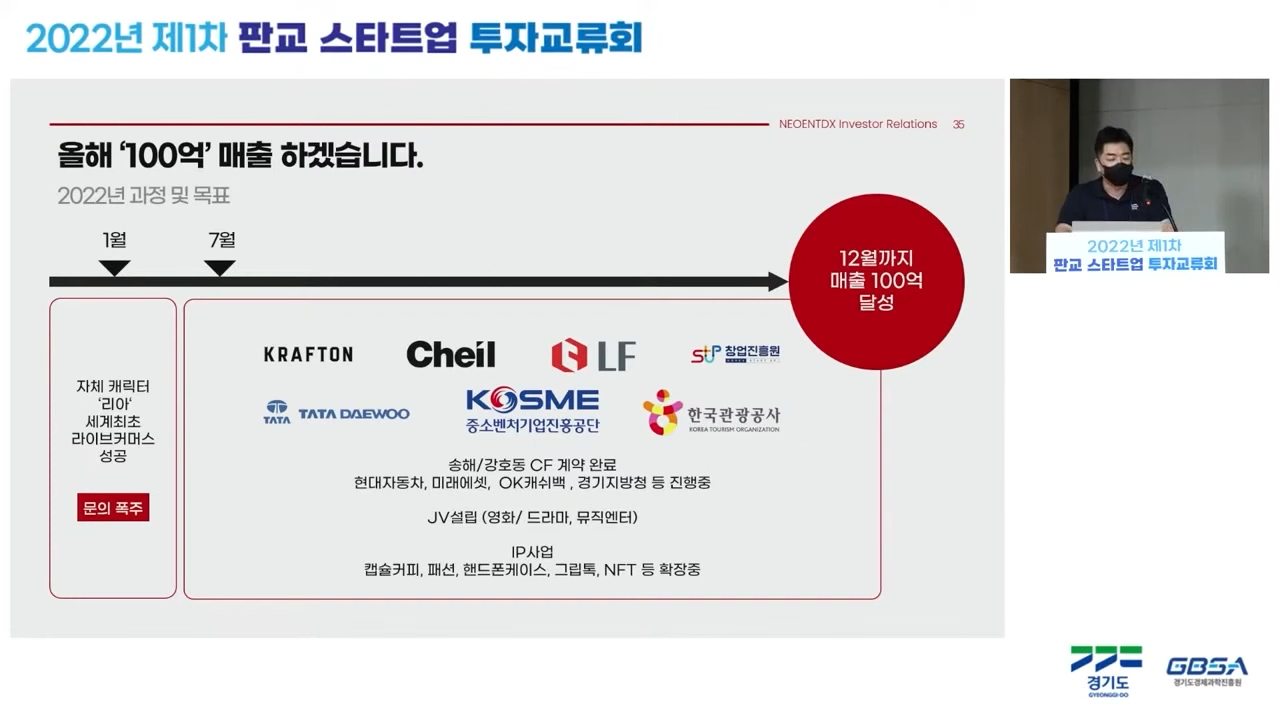 2022년 제1차 판교 스타트업 투자교류회
NEOENTDX Investor Relations 35
올해 ‘100억’ 매출 하겠습니다.
2022년 과정 및 목표
1월
7월
12월까지
매출 100억
달성
자체 캐릭터
‘리아‘
세계최초
라이브커머스
성공
문의 폭주
KRAFTON
Cheil
LF
창업진흥원
TATA
TATA DAEWOO
KOSME
중소벤처기업진흥공단
한국관광공사
KOREA TOURISM ORGANIZATION
송해/강호동 CF 계약 완료
현대자동차, 미래에셋, OK캐쉬백 , 경기지방청 등 진행중
JV설립 (영화/ 드라마, 뮤직엔터)
IP사업
캡슐커피, 패션, 핸드폰케이스, 그립톡, NFT 등 확장중
2022년 제1차
판교 스타트업 투자교류회
경기도
GYEONGGI-DO
GBSA
경기도경제과학진흥원